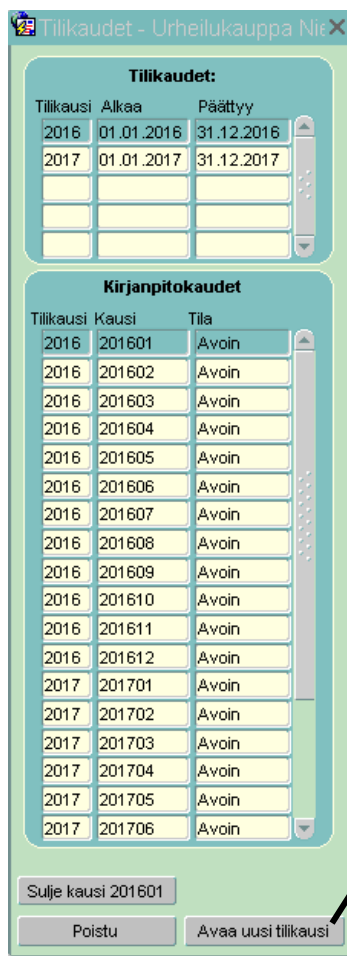 Tilikaudet - Urheilukauppa Nie
Tilikaudet:
Tilikausi Alkaa Päättyy
2016 01.01.2016 31.12.2016
2017 01.01.2017 31.12.2017
Kirjanpitokaudet
Tilikausi Kausi Tila
2016 201601 Avoin
2016 201602 Avoin
2016 201603 Avoin
2016 201604 Avoin
2016 201605 Avoin
2016 201606 Avoin
2016 201607 Avoin
2016 201608 Avoin
2016 201609 Avoin
2016 201610 Avoin
2016 201611 Avoin
2016 201612 Avoin
2017 201701 Avoin
2017 201702 Avoin
2017 201703 Avoin
2017 201704 Avoin
2017 201705 Avoin
2017 201706 Avoin
Sulje kausi 201601
Poistu Avaa uusi tilikausi